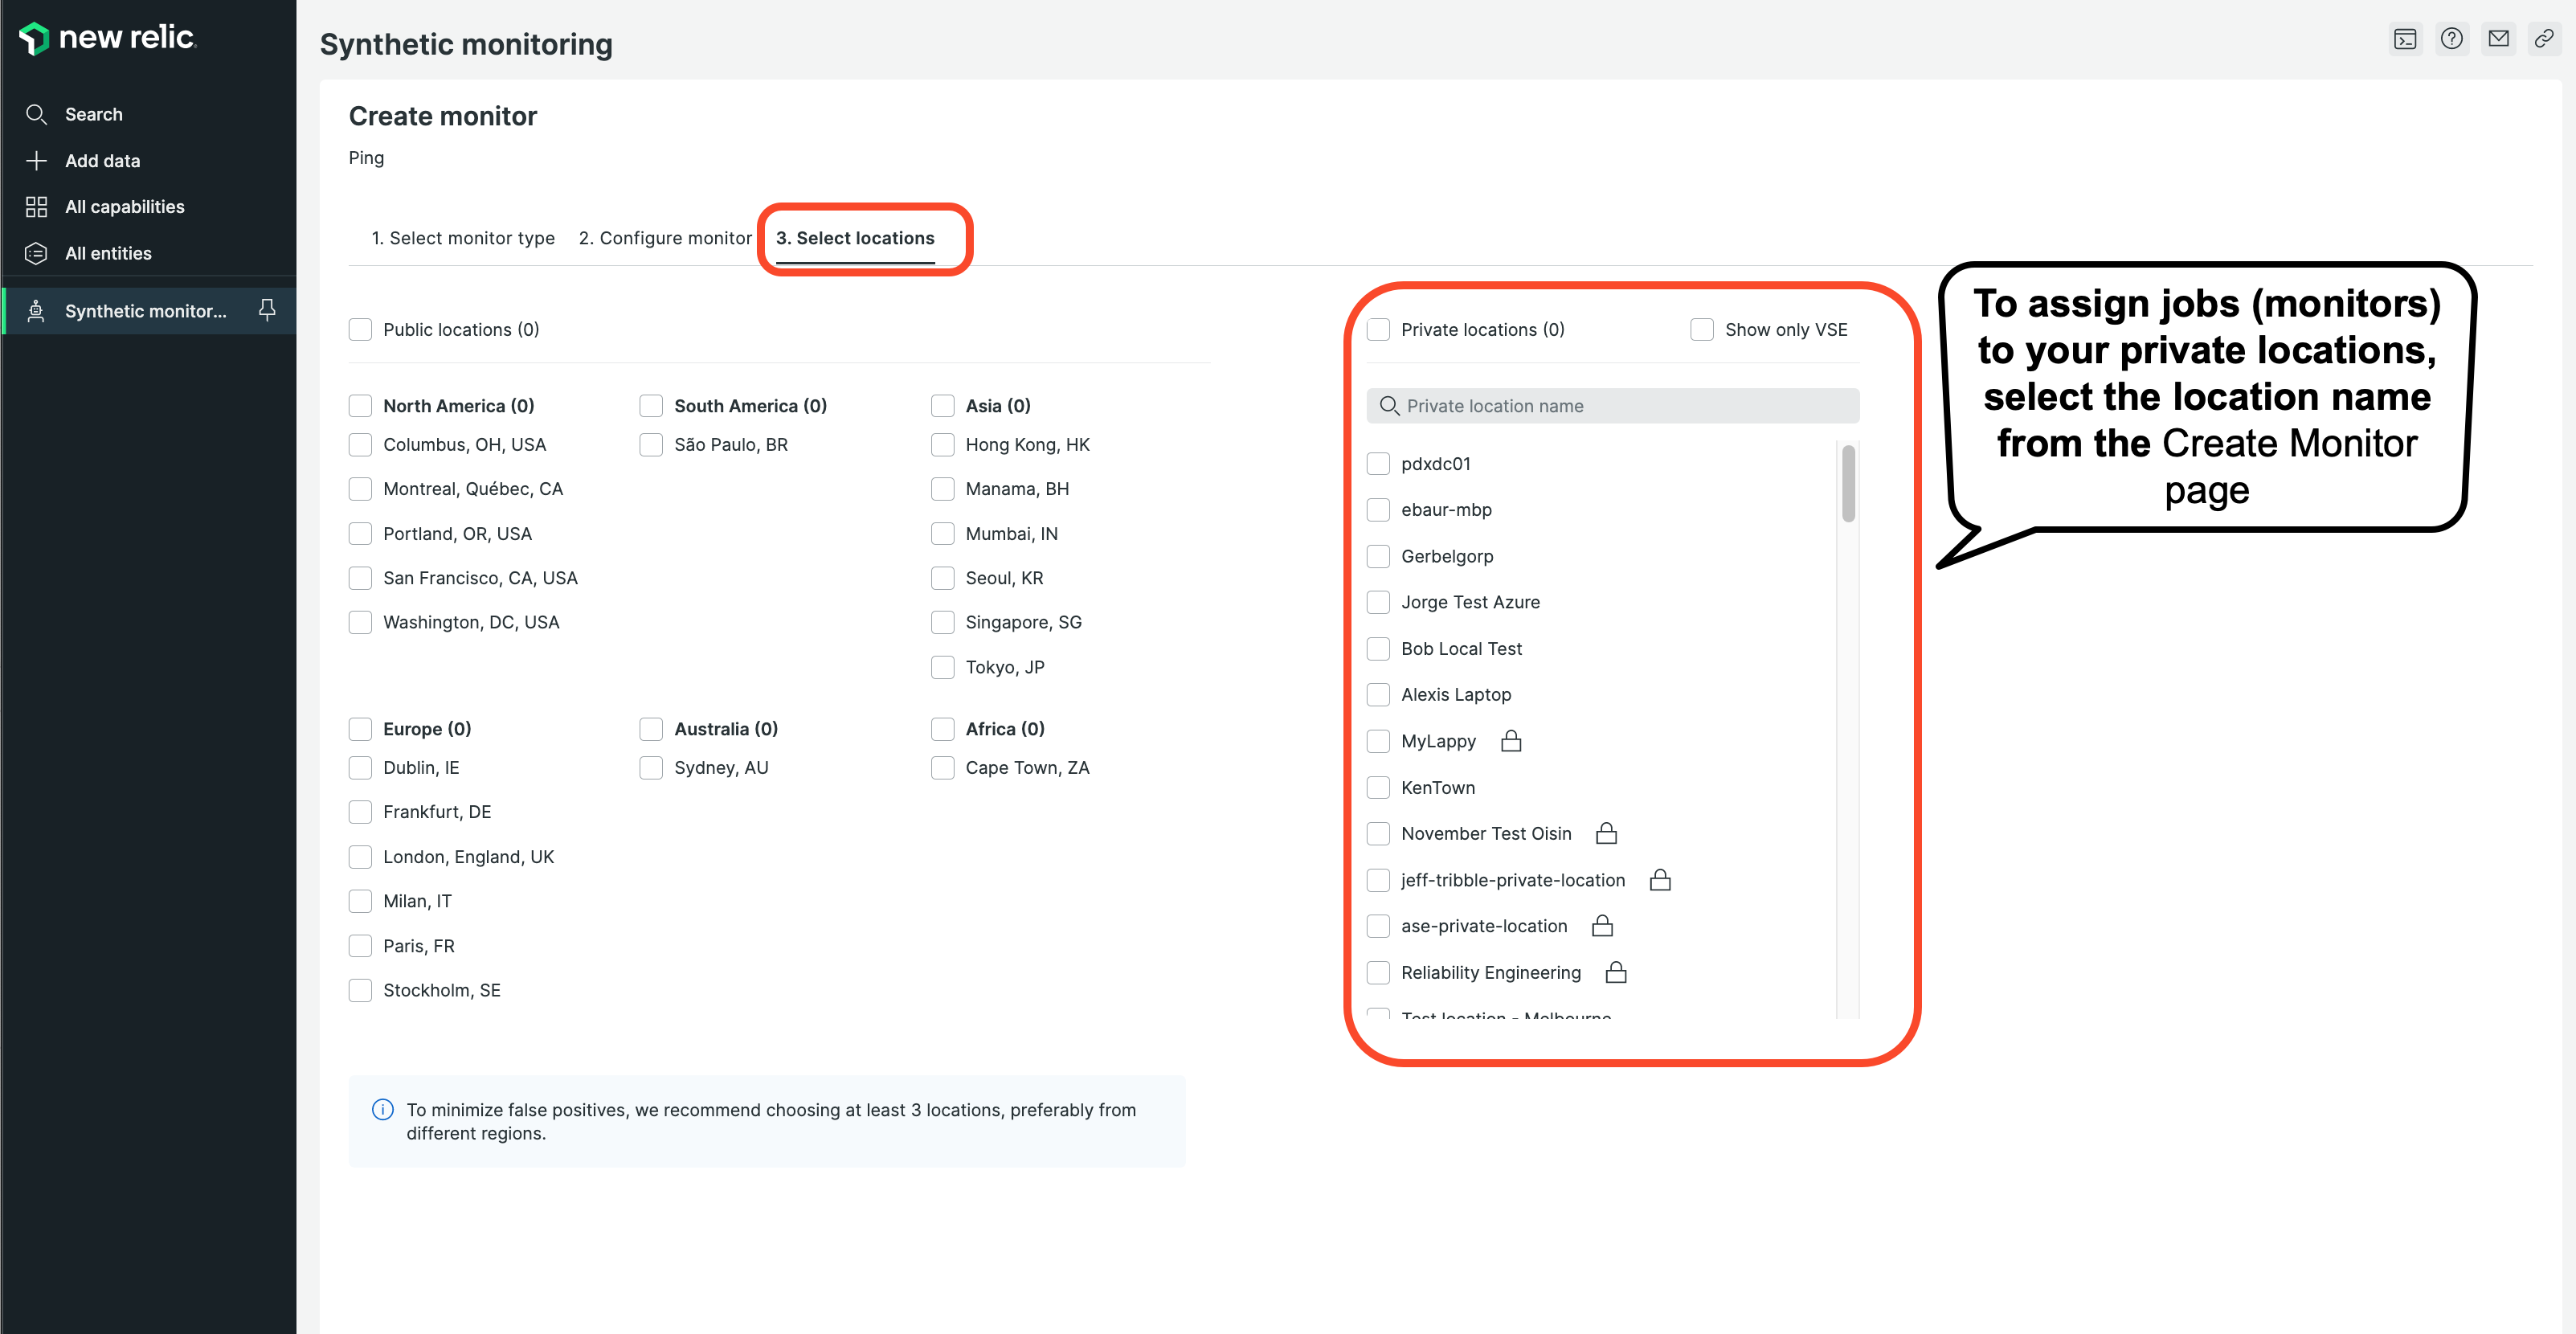 new relic
Search
Add data
All capabilities
All entities
Synthetic monitor...
Synthetic monitoring
Create monitor
Ping
1. Select monitor type
2. Configure monitor
3. Select locations
Public locations (0)
North America (0)
Columbus, OH, USA
Montreal, Québec, CA
Portland, OR, USA
San Francisco, CA, USA
Washington, DC, USA
South America (0)
São Paulo, BR
Asia (0)
Hong Kong, HK
Manama, BH
Mumbai, IN
Seoul, KR
Singapore, SG
Tokyo, JP
Europe (0)
Dublin, IE
Frankfurt, DE
London, England, UK
Milan, IT
Paris, FR
Stockholm, SE
Australia (0)
Sydney, AU
Africa (0)
Cape Town, ZA
To minimize false positives, we recommend choosing at least 3 locations, preferably from
different regions.
Private locations (0)
Show only VSE
Private location name
pdxdc01
ebaur-mbp
Gerbelgorp
Jorge Test Azure
Bob Local Test
Alexis Laptop
MyLappy
KenTown
November Test Oisin
jeff-tribble-private-location
ase-private-location
Reliability Engineering
Test location - Melbourne
To assign jobs (monitors)
to your private locations,
select the location name
from the Create Monitor
page